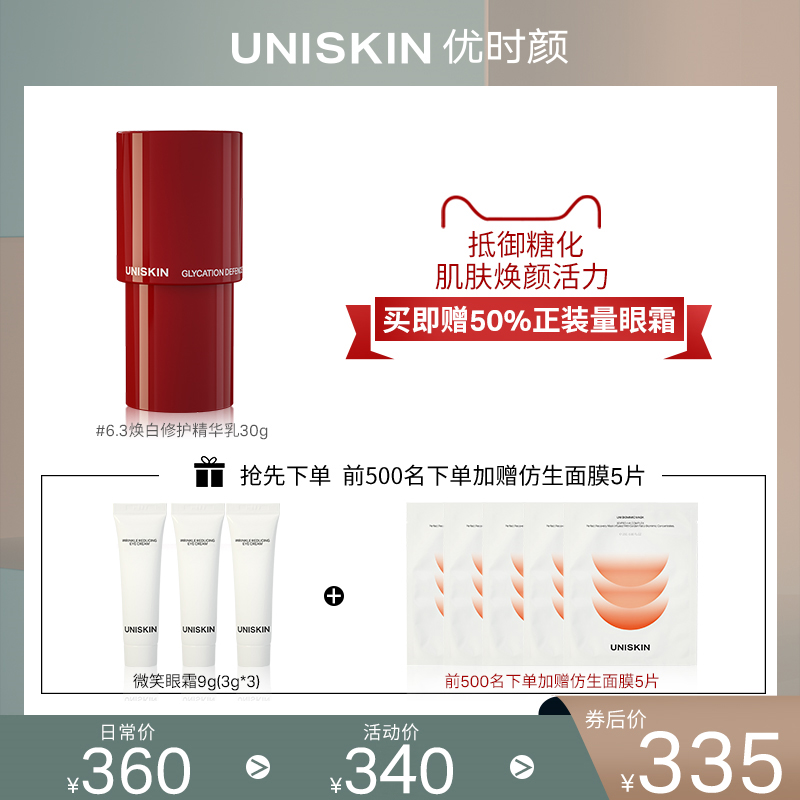 UNISKIN 优时颜
UNISKIN GLYCATION DEFENC
#6.3焕白修护精华乳30g
抵御糖化
肌肤焕颜活力
买即赠50%正装量眼霜
抢先下单 前500名下单加赠仿生面膜5片
WRINKLE REDUCING
EYE CREAM
WRINKLE REDUCING
EYE CREAM
WRINKLE REDUCING
EYE CREAM
UNISKIN
UNISKIN
UNISKIN
UNISKIN
微笑眼霜9g(3g*3)
前500名下单加赠仿生面膜5片
日常价
¥360
>
活动价
¥340
>
券后价
¥335